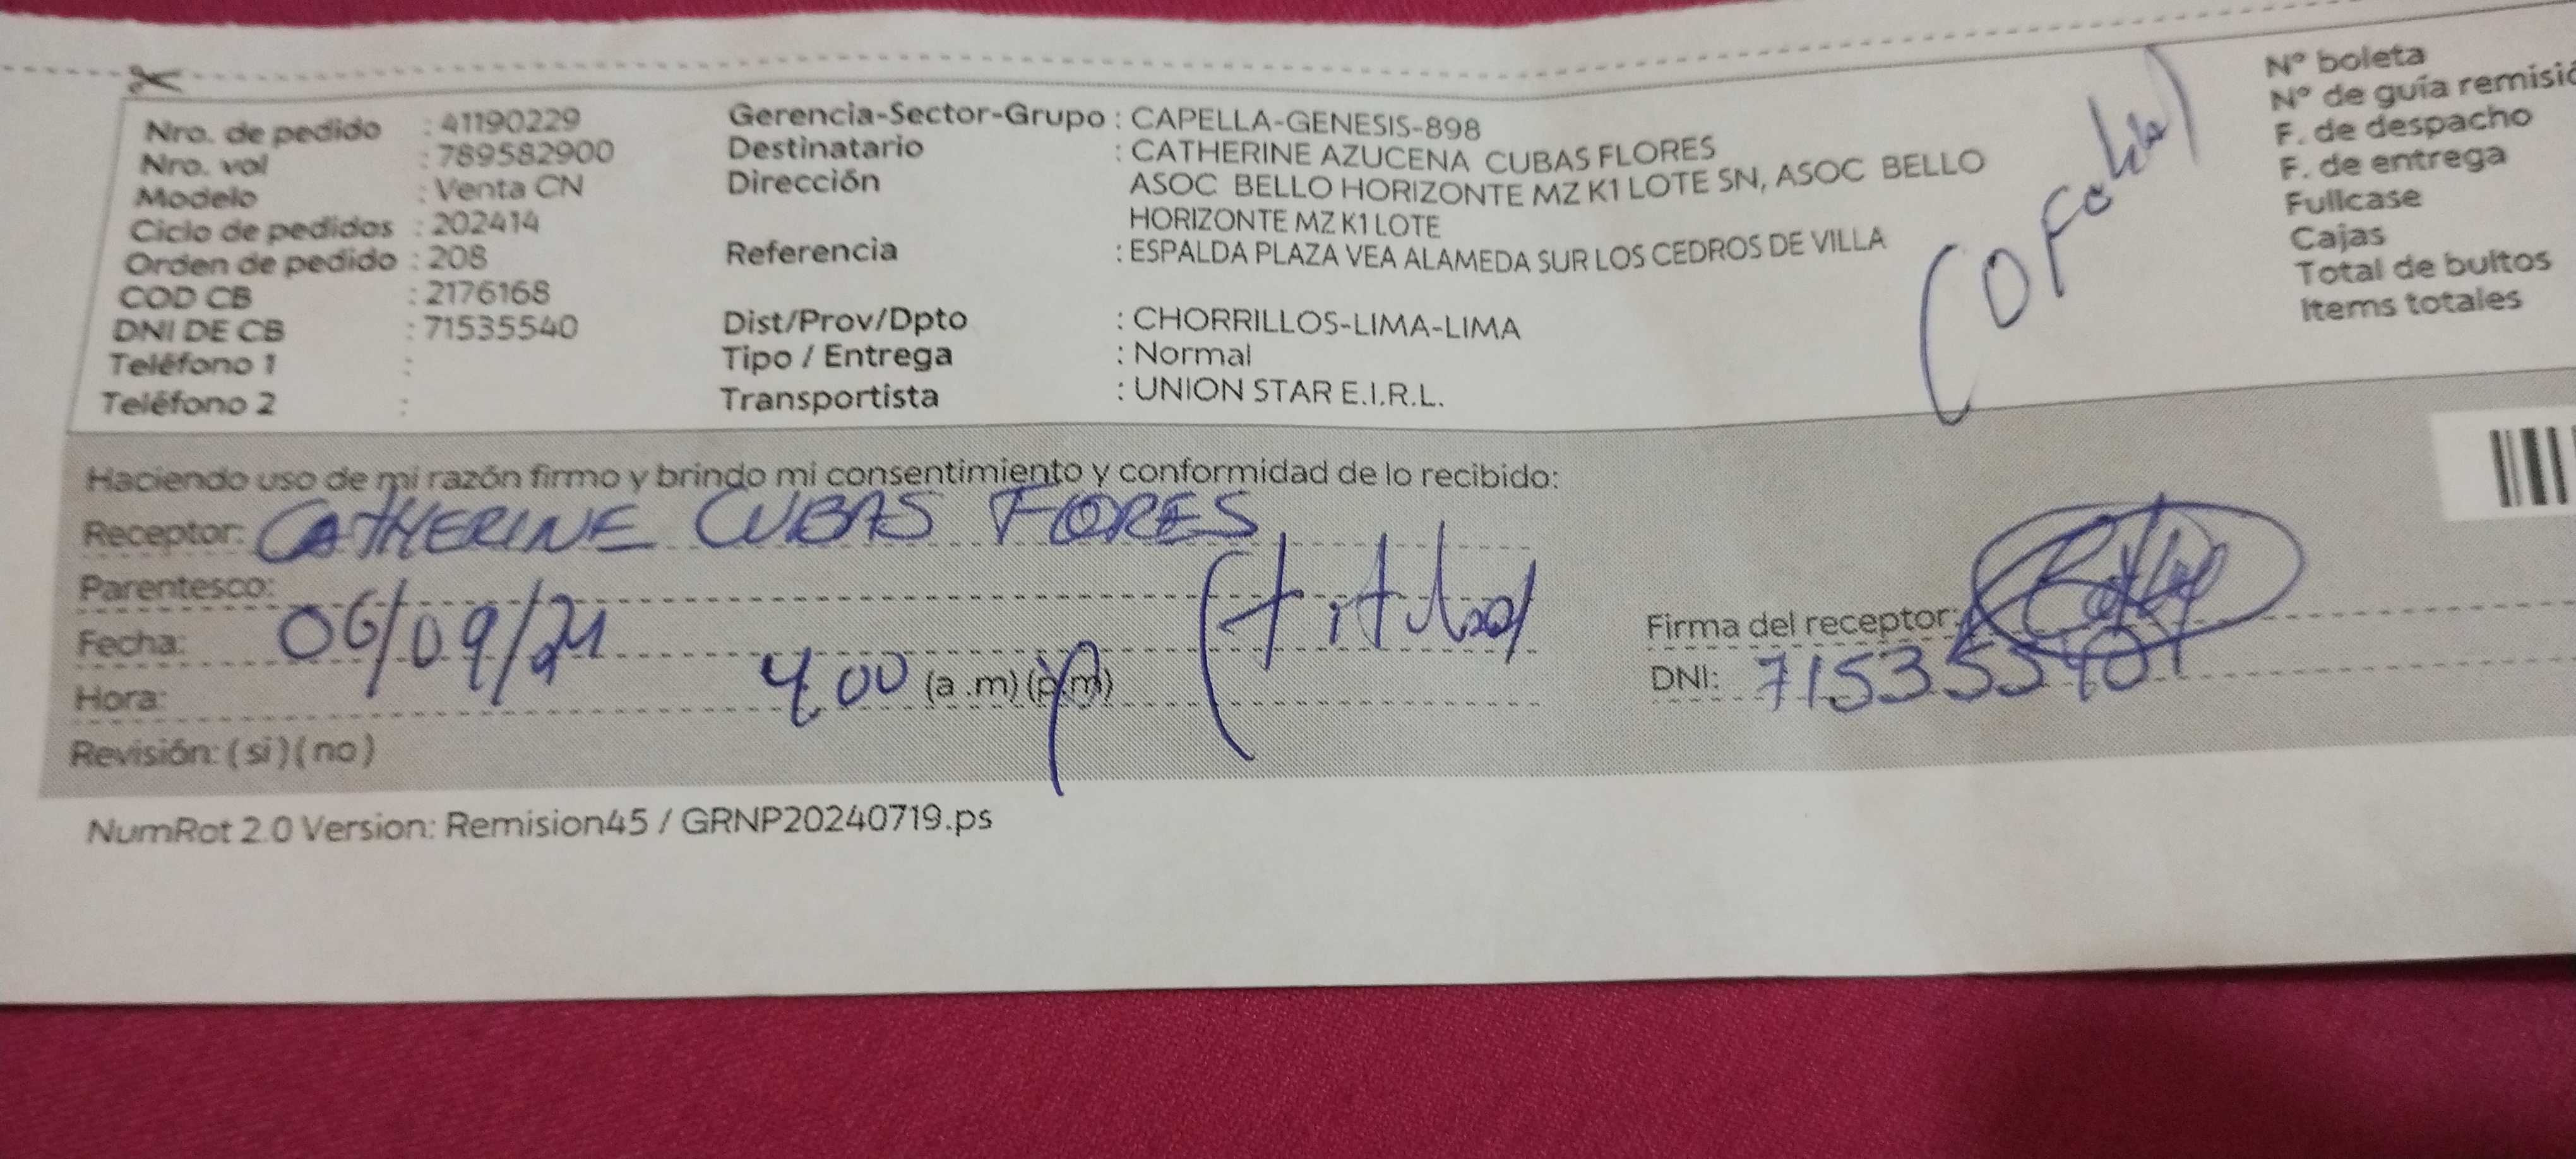 Nro. de pedido : 41190229
Nro. vol : 789582900
Modelo : Venta CN
Ciclo de pedidos : 202414
Orden de pedido : 208
COD CB : 2176168
DNI DE CB : 71535540
Teléfono 1 :
Teléfono 2 :
Gerencia-Sector-Grupo : CAPELLA-GENESIS-898
Destinatario : CATHERINE AZUCENA CUBAS FLORES
Dirección ASOC BELLO HORIZONTE MZ K1 LOTE SN, ASOC BELLO
HORIZONTE MZ K1 LOTE
Referencia : ESPALDA PLAZA VEA ALAMEDA SUR LOS CEDROS DE VILLA
Dist/Prov/Dpto : CHORRILLOS-LIMA-LIMA
Tipo / Entrega : Normal
Transportista : UNION STAR E.I.R.L.
N° boleta
N° de guía remisió
F. de despacho
F. de entrega
Fullcase
Cajas
Total de bultos
Items totales
Haciendo uso de mi razón firmo y brindo mi consentimiento y conformidad de lo recibido:
Receptor: CATHERINE CUBAS FLORES
Parentesco:
Fecha: 06/09/24
Hora: 4 00 (a .m) (p.m)
Revisión: ( si ) ( no )
Firma del receptor:
DNI: 71535540
NumRot 2.0 Version: Remision45 / GRNP20240719.ps